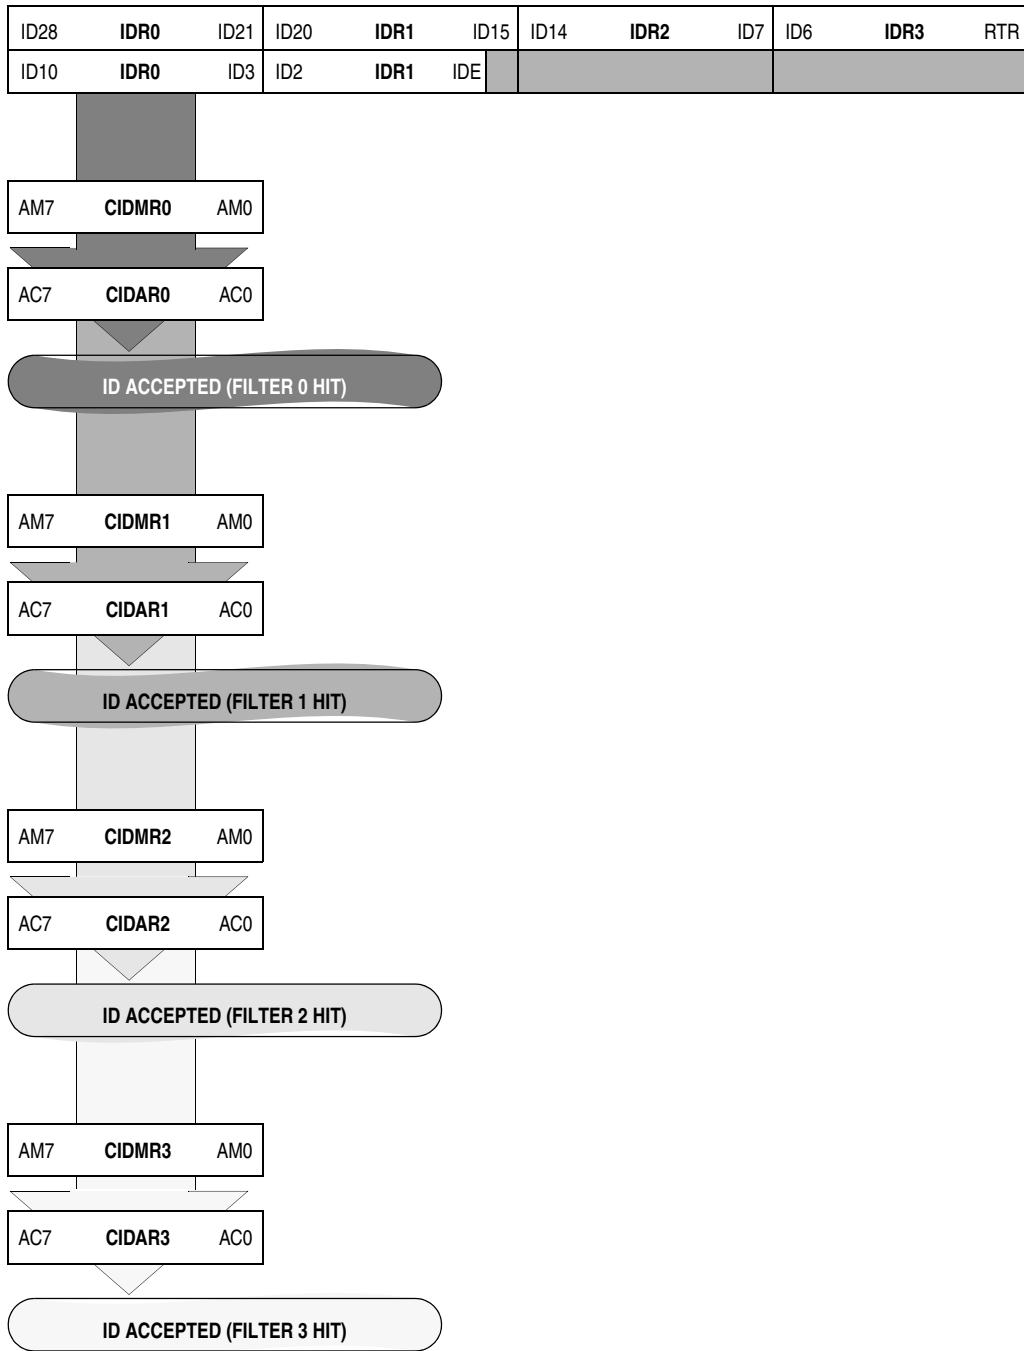 ID28 IDR0 ID21 ID20 IDR1 ID15 ID14 IDR2 ID7 ID6 IDR3 RTR
ID10 IDR0 ID3 ID2 IDR1 IDE
AM7 CIDMR0 AM0
AC7 CIDAR0 AC0
ID ACCEPTED (FILTER 0 HIT)
AM7 CIDMR1 AM0
AC7 CIDAR1 AC0
ID ACCEPTED (FILTER 1 HIT)
AM7 CIDMR2 AM0
AC7 CIDAR2 AC0
ID ACCEPTED (FILTER 2 HIT)
AM7 CIDMR3 AM0
AC7 CIDAR3 AC0
ID ACCEPTED (FILTER 3 HIT)